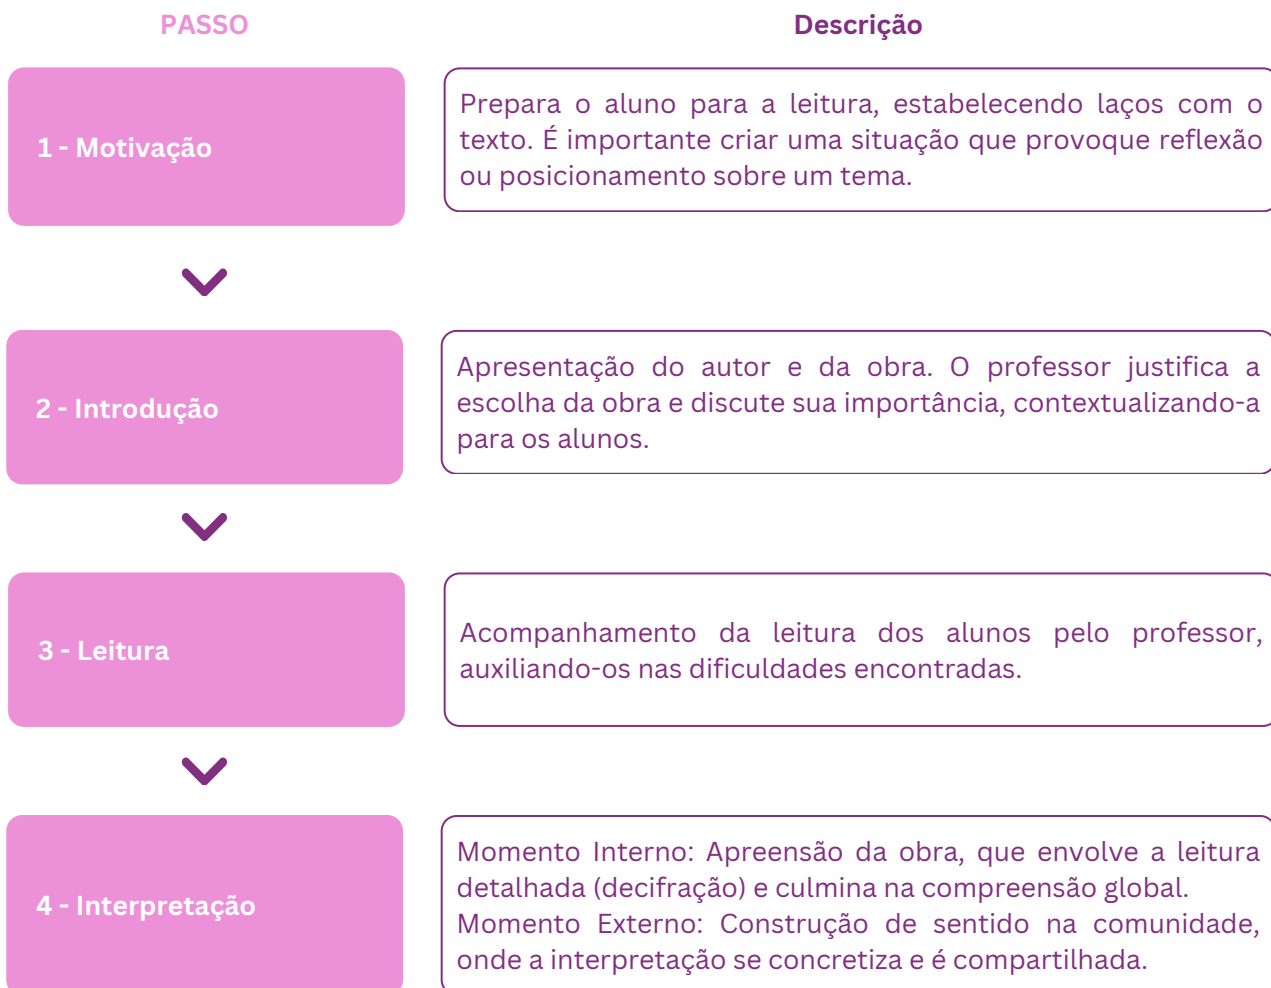 PASSO
Descrição
1 - Motivação
Prepara o aluno para a leitura, estabelecendo laços com o
texto. É importante criar uma situação que provoque reflexão
ou posicionamento sobre um tema.
2 - Introdução
Apresentação do autor e da obra. O professor justifica a
escolha da obra e discute sua importância, contextualizando-a
para os alunos.
3 - Leitura
Acompanhamento da leitura dos alunos pelo professor,
auxiliando-os nas dificuldades encontradas.
4 - Interpretação
Momento Interno: Apreensão da obra, que envolve a leitura
detalhada (decifração) e culmina na compreensão global.
Momento Externo: Construção de sentido na comunidade,
onde a interpretação se concretiza e é compartilhada.